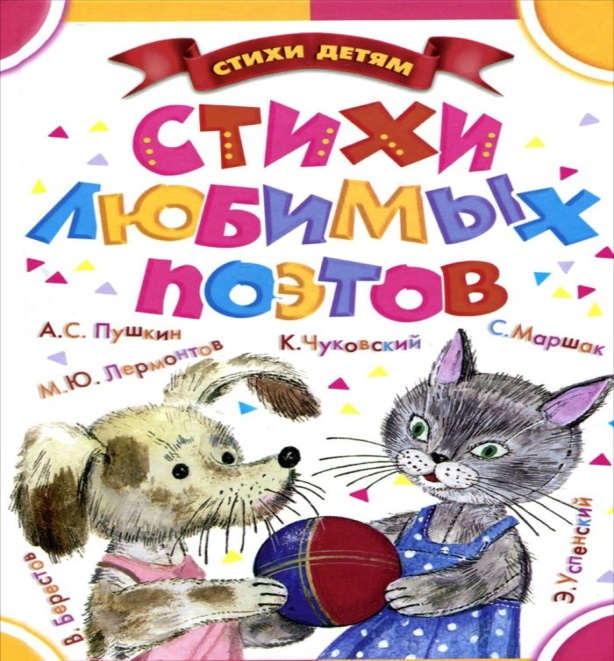 СТИХИ ДЕТЯМ
СТИХИ
ЛЮБИМЫХ
ПОЭТОВ
А.С. Пушкин
К.Чуковский
С.Маршак
М.Ю. Лермонтов
В.Берестов
Э.Успенский